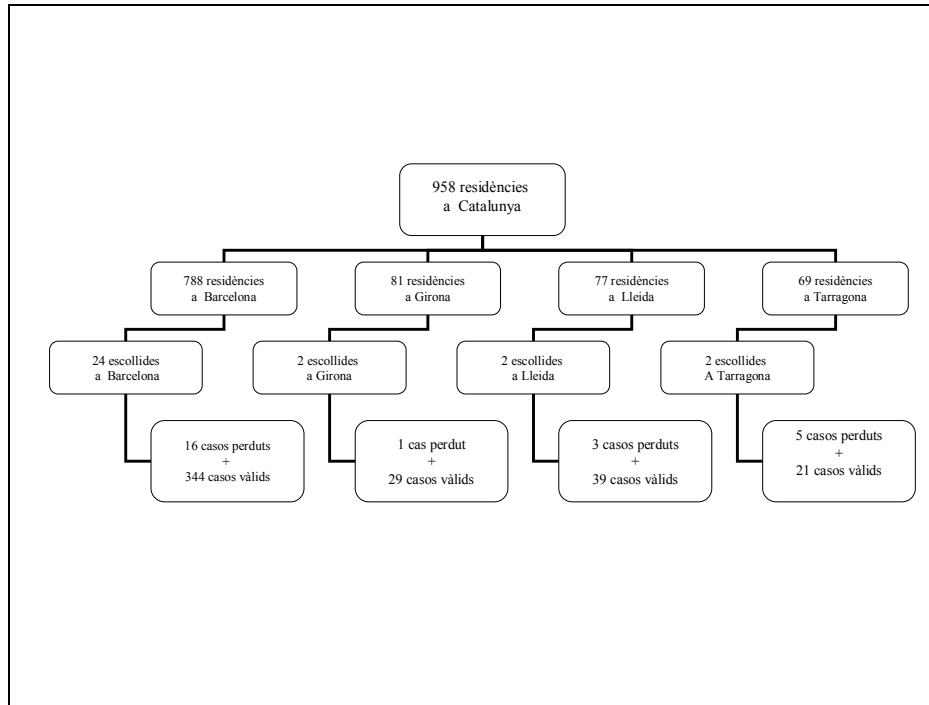 958 residències
a Catalunya
788 residències
a Barcelona
81 residències
a Girona
77 residències
a Lleida
69 residències
a Tarragona
24 escollides
a Barcelona
2 escollides
a Girona
2 escollides
a Lleida
2 escollides
A Tarragona
16 casos perduts
+
344 casos vàlids
1 cas perdut
+
29 casos vàlids
3 casos perduts
+
39 casos vàlids
5 casos perduts
+
21 casos vàlids